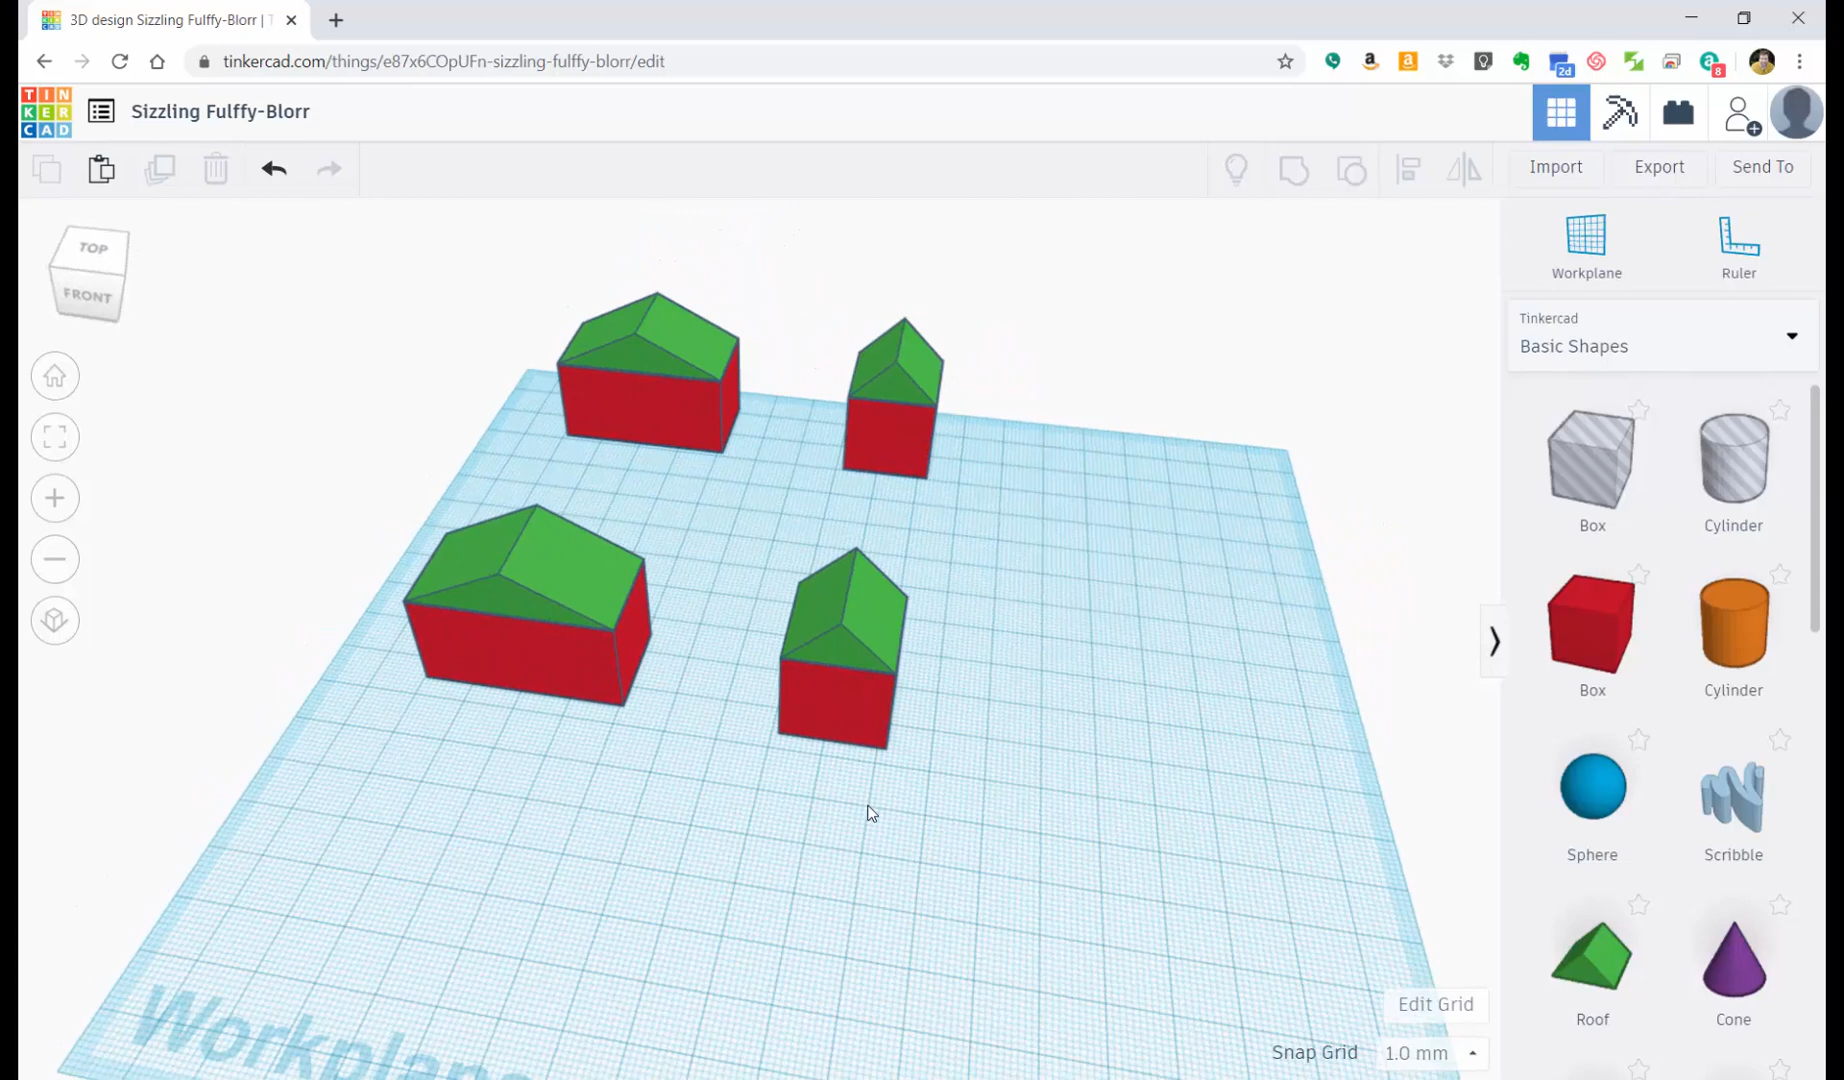 3D design Sizzling Fulffy-Blorr | T
tinkercad.com/things/e87x6COpUFn-sizzling-fulffy-blorr/edit
2d
8
TIN
KER
CAD
Sizzling Fulffy-Blorr
Import
Export
Send To
TOP
FRONT
Workplane
Ruler
Tinkercad
Basic Shapes
Box
Cylinder
Box
Cylinder
Sphere
Scribble
Roof
Cone
Workplane
Edit Grid
Snap Grid
1.0 mm